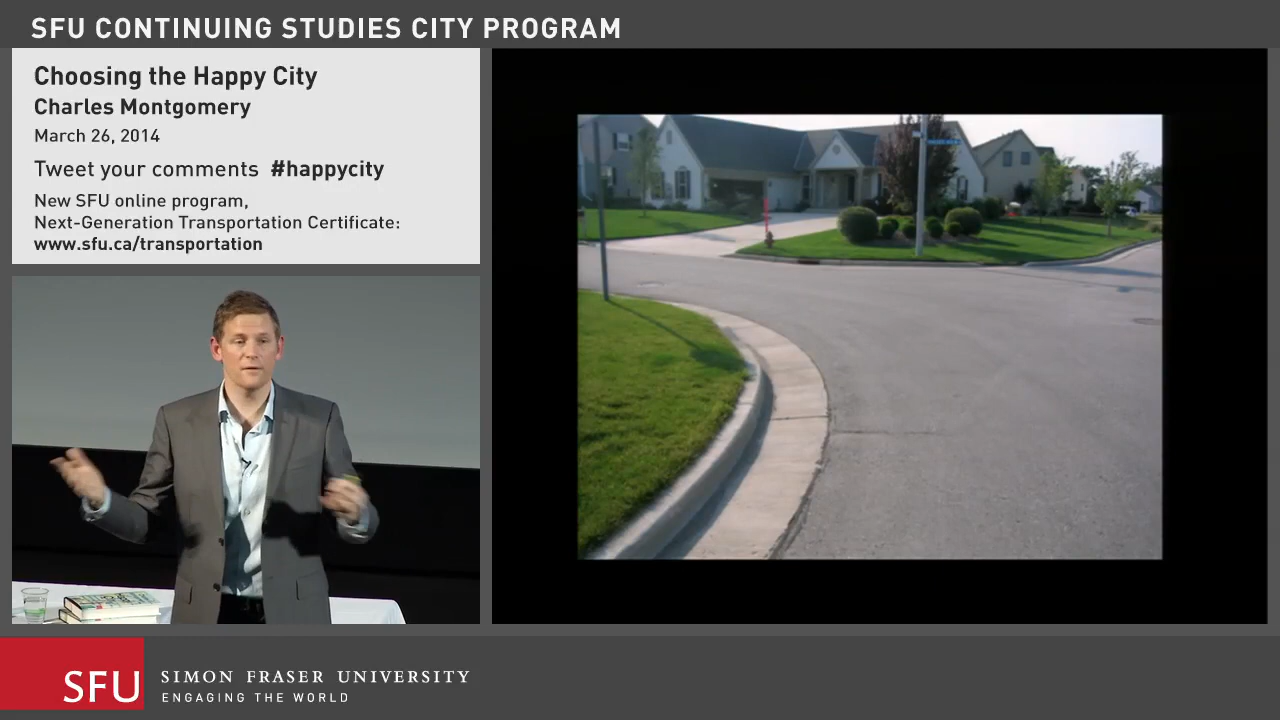 SFU CONTINUING STUDIES CITY PROGRAM
Choosing the Happy City
Charles Montgomery
March 26, 2014
Tweet your comments #happycity
New SFU online program,
Next-Generation Transportation Certificate:
www.sfu.ca/transportation
SFU
SIMON FRASER UNIVERSITY
ENGAGING THE WORLD